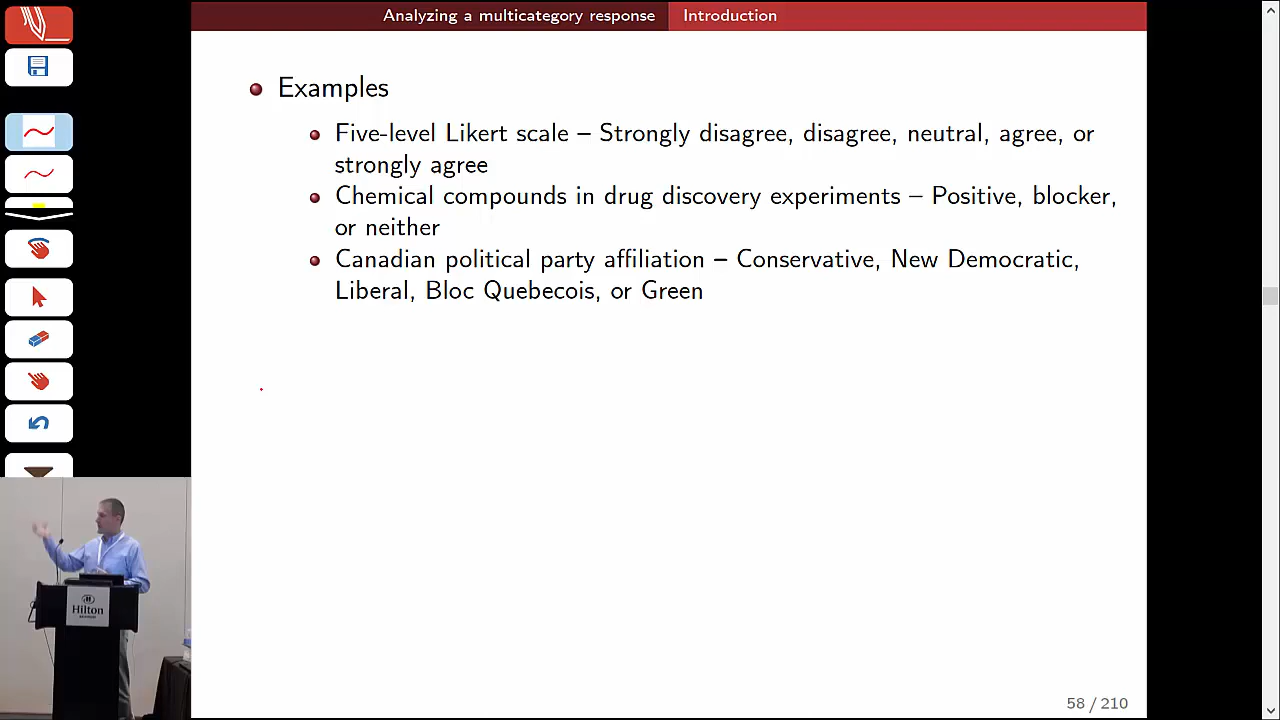 Analyzing a multicategory response Introduction
Examples
Five-level Likert scale – Strongly disagree, disagree, neutral, agree, or
strongly agree
Chemical compounds in drug discovery experiments – Positive, blocker,
or neither
Canadian political party affiliation – Conservative, New Democratic,
Liberal, Bloc Quebecois, or Green
Hilton
58 / 210